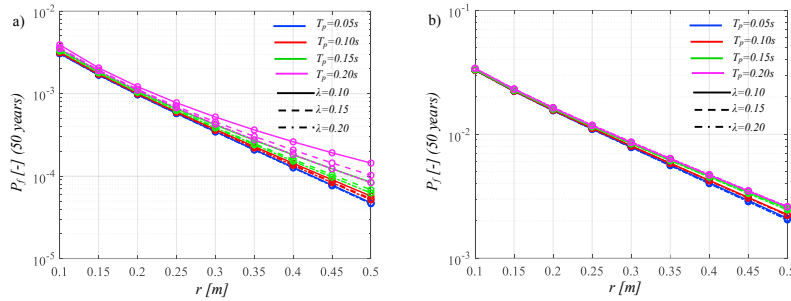 a)
P_f [-] (50 years)
10^-2
10^-3
10^-4
10^-5
T_p=0.05s
T_p=0.10s
T_p=0.15s
T_p=0.20s
λ=0.10
λ=0.15
λ=0.20
0.1 0.15 0.2 0.25 0.3 0.35 0.4 0.45 0.5
r [m]
b)
P_f [-] (50 years)
10^-1
10^-2
10^-3
T_p=0.05s
T_p=0.10s
T_p=0.15s
T_p=0.20s
λ=0.10
λ=0.15
λ=0.20
0.1 0.15 0.2 0.25 0.3 0.35 0.4 0.45 0.5
r [m]